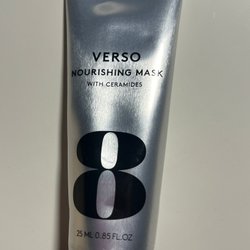 VERSO
NOURISHING MASK
WITH CERAMIDES
8
25 ML 0.85 FL.OZ